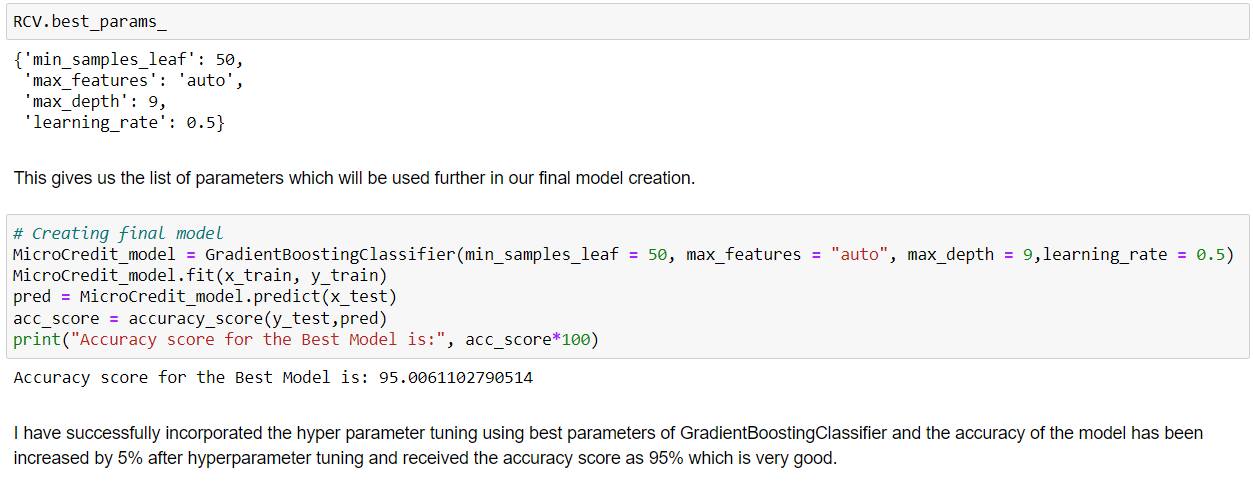 RCV.best_params_
{'min_samples_leaf': 50,
 'max_features': 'auto',
 'max_depth': 9,
 'learning_rate': 0.5}
This gives us the list of parameters which will be used further in our final model creation.
# Creating final model
MicroCredit_model = GradientBoostingClassifier(min_samples_leaf = 50, max_features = "auto", max_depth = 9,learning_rate = 0.5)
MicroCredit_model.fit(x_train, y_train)
pred = MicroCredit_model.predict(x_test)
acc_score = accuracy_score(y_test,pred)
print("Accuracy score for the Best Model is:", acc_score*100)
Accuracy score for the Best Model is: 95.0061102790514
I have successfully incorporated the hyper parameter tuning using best parameters of GradientBoostingClassifier and the accuracy of the model has been
increased by 5% after hyperparameter tuning and received the accuracy score as 95% which is very good.